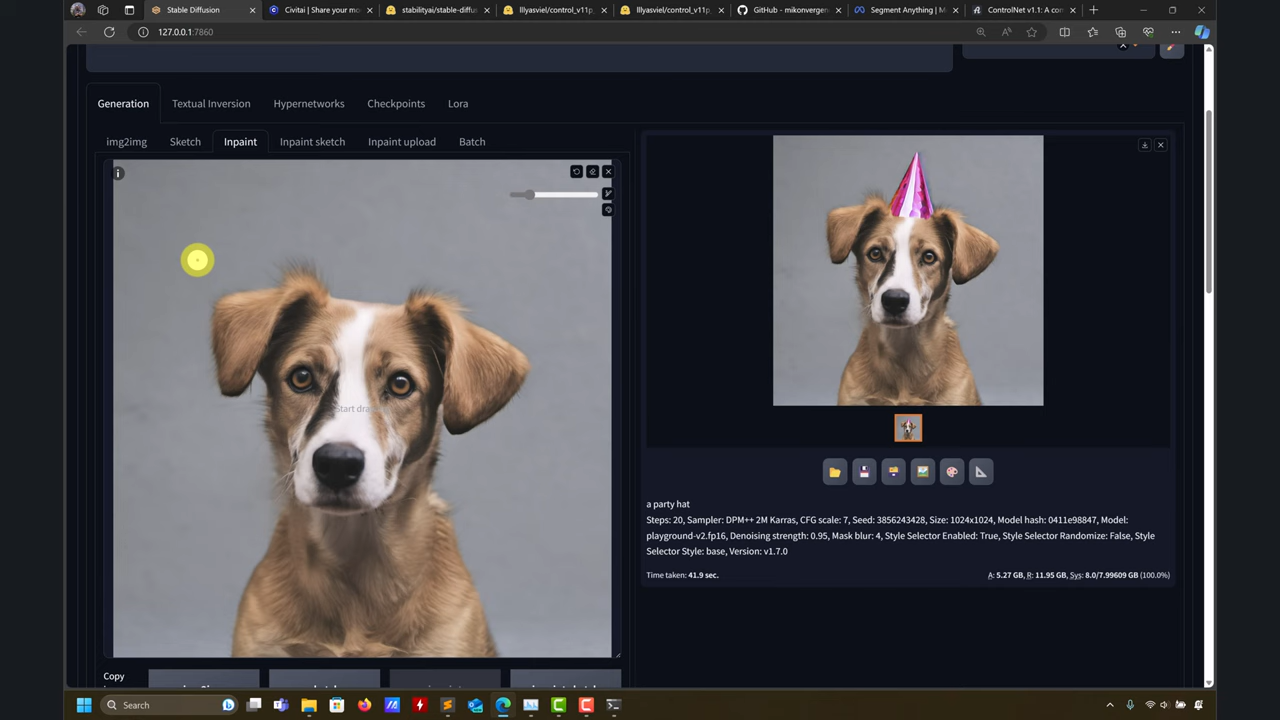 Stable Diffusion
Civitai | Share your mo
stabilityai/stable-diffus
lllyasviel/control_v11p
lllyasviel/control_v11p
GitHub - mikonvergen
Segment Anything | M
ControlNet v1.1: A con
127.0.0.1:7860
Generation
Textual Inversion
Hypernetworks
Checkpoints
Lora
img2img
Sketch
Inpaint
Inpaint sketch
Inpaint upload
Batch
Start dra
a party hat
Steps: 20, Sampler: DPM++ 2M Karras, CFG scale: 7, Seed: 3856243428, Size: 1024x1024, Model hash: 0411e98847, Model:
playground-v2.fp16, Denoising strength: 0.95, Mask blur: 4, Style Selector Enabled: True, Style Selector Randomize: False, Style
Selector Style: base, Version: v1.7.0
Time taken: 41.9 sec.
A: 5.27 GB, R: 11.95 GB, Sys: 8.0/7.99609 GB (100.0%)
Copy
Search